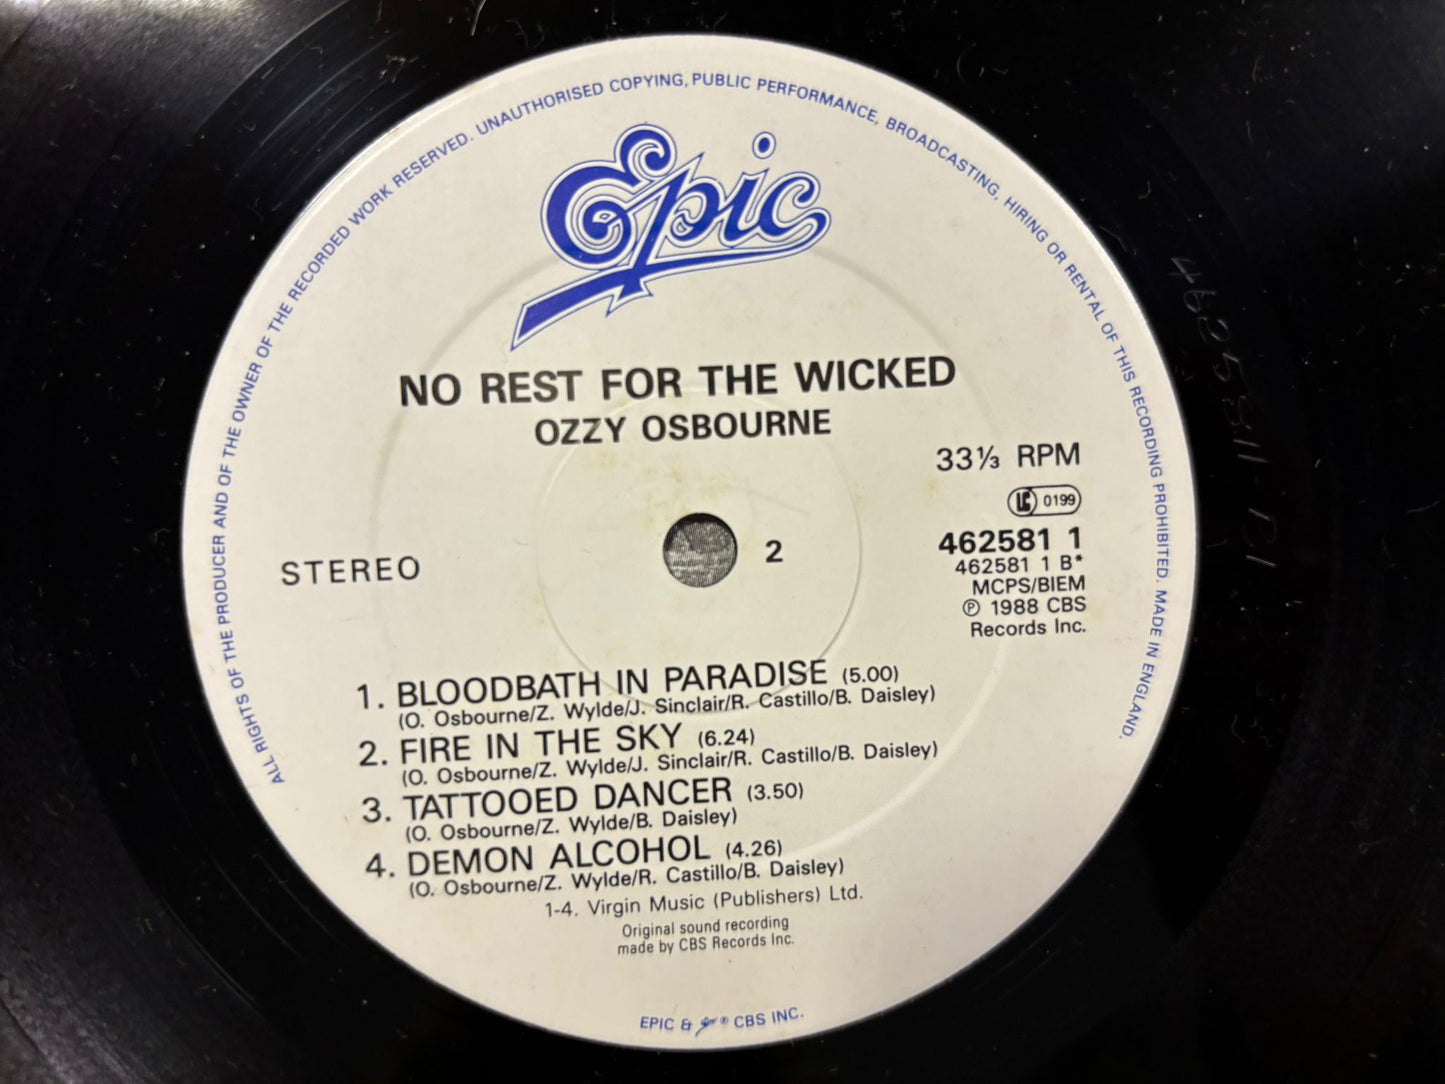 ALL RIGHTS OF THE PRODUCER AND OF THE OWNER OF THE RECORDED WORK RESERVED. UNAUTHORISED COPYING, PUBLIC PERFORMANCE, BROADCASTING, HIRING OR RENTAL OF THIS RECORDING PROHIBITED. MADE IN ENGLAND.
Epic
NO REST FOR THE WICKED
OZZY OSBOURNE
33⅓ RPM
LC 0199
STEREO
2
462581 1
462581 1 B*
MCPS/BIEM
℗ 1988 CBS
Records Inc.
1. BLOODBATH IN PARADISE (5.00)
(O. Osbourne/Z. Wylde/J. Sinclair/R. Castillo/B. Daisley)
2. FIRE IN THE SKY (6.24)
(O. Osbourne/Z. Wylde/J. Sinclair/R. Castillo/B. Daisley)
3. TATTOOED DANCER (3.50)
(O. Osbourne/Z. Wylde/B. Daisley)
4. DEMON ALCOHOL (4.26)
(O. Osbourne/Z. Wylde/R. Castillo/B. Daisley)
1-4. Virgin Music (Publishers) Ltd.
Original sound recording
made by CBS Records Inc.
EPIC & Epic ® CBS INC.